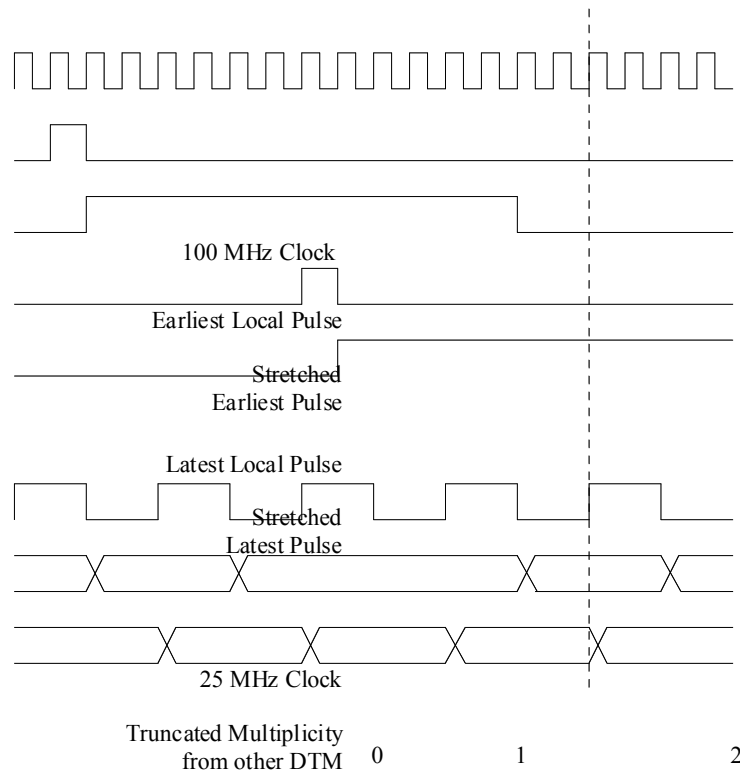 100 MHz Clock
Earliest Local Pulse
Stretched
Earliest Pulse
Latest Local Pulse
Stretched
Latest Pulse
25 MHz Clock
Truncated Multiplicity
from other DTM 0 1 2